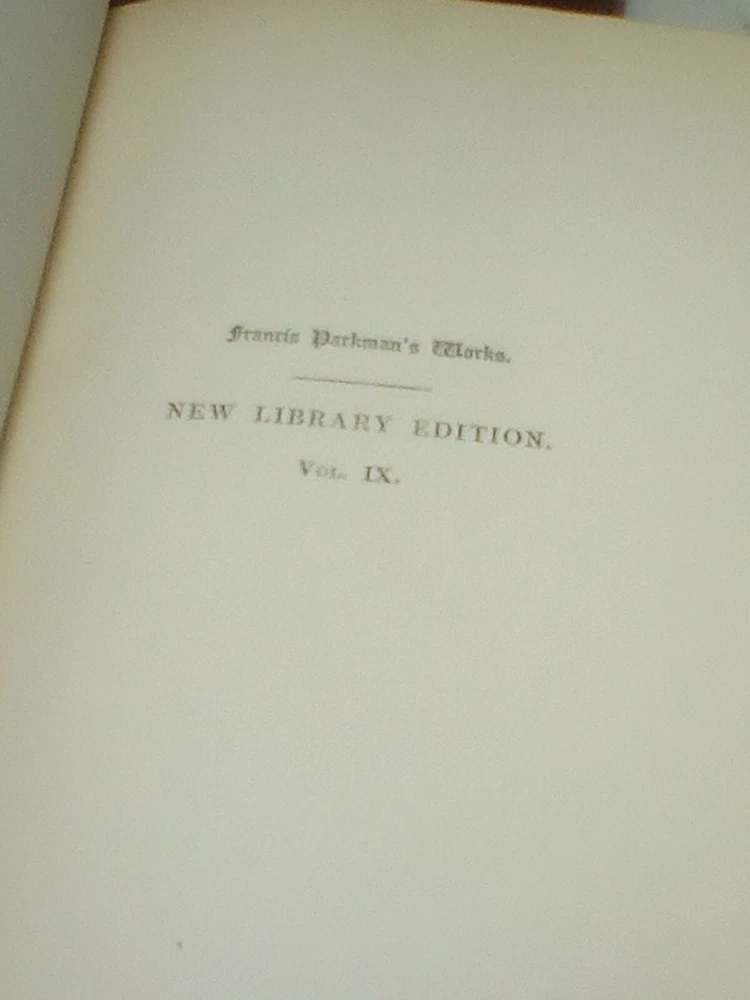 Francis Parkman's Works.
NEW LIBRARY EDITION.
VOL. IX.